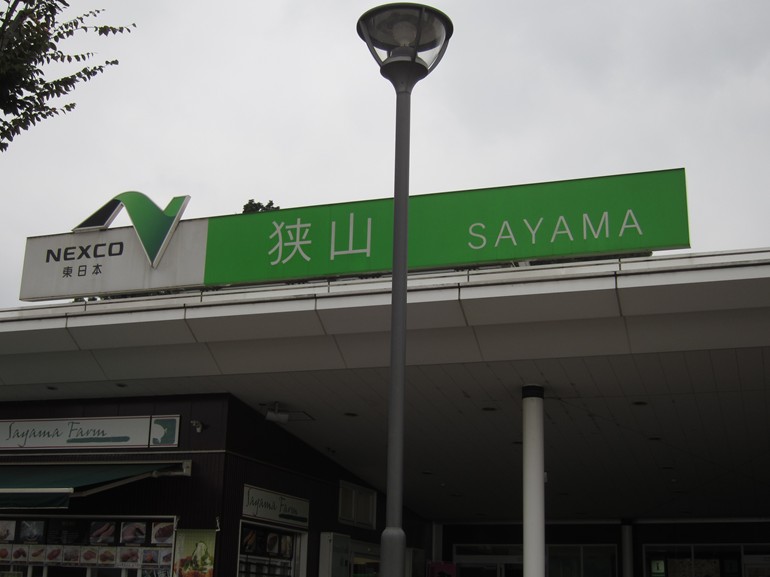 NEXCO
東日本
狭山
SAYAMA
Sayama Farm
Sayama Farm